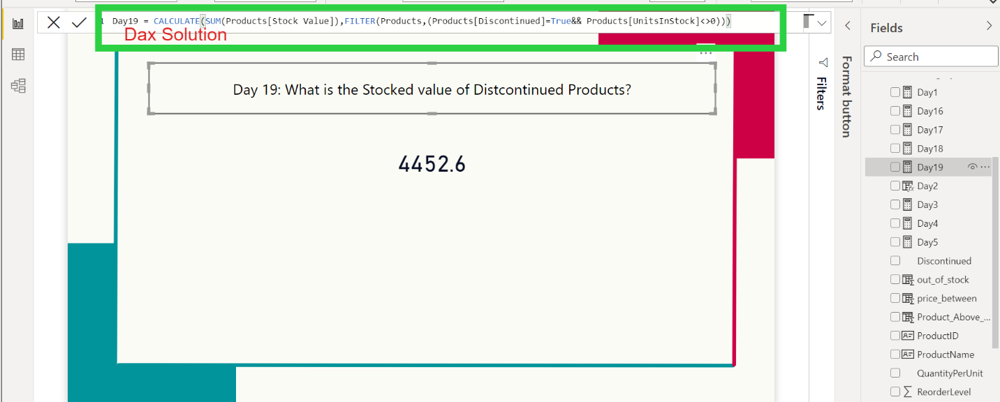 1 Day19 = CALCULATE(SUM(Products[Stock Value]),FILTER(Products,(Products[Discontinued]=True&& Products[UnitsInStock]<>0)))
Dax Solution
Day 19: What is the Stocked value of Distcontinued Products?
4452.6
Filters
Format button
Fields
Search
Day1
Day16
Day17
Day18
Day19
Day2
Day3
Day4
Day5
Discontinued
out_of_stock
price_between
Product_Above_...
ProductID
ProductName
QuantityPerUnit
ReorderLevel